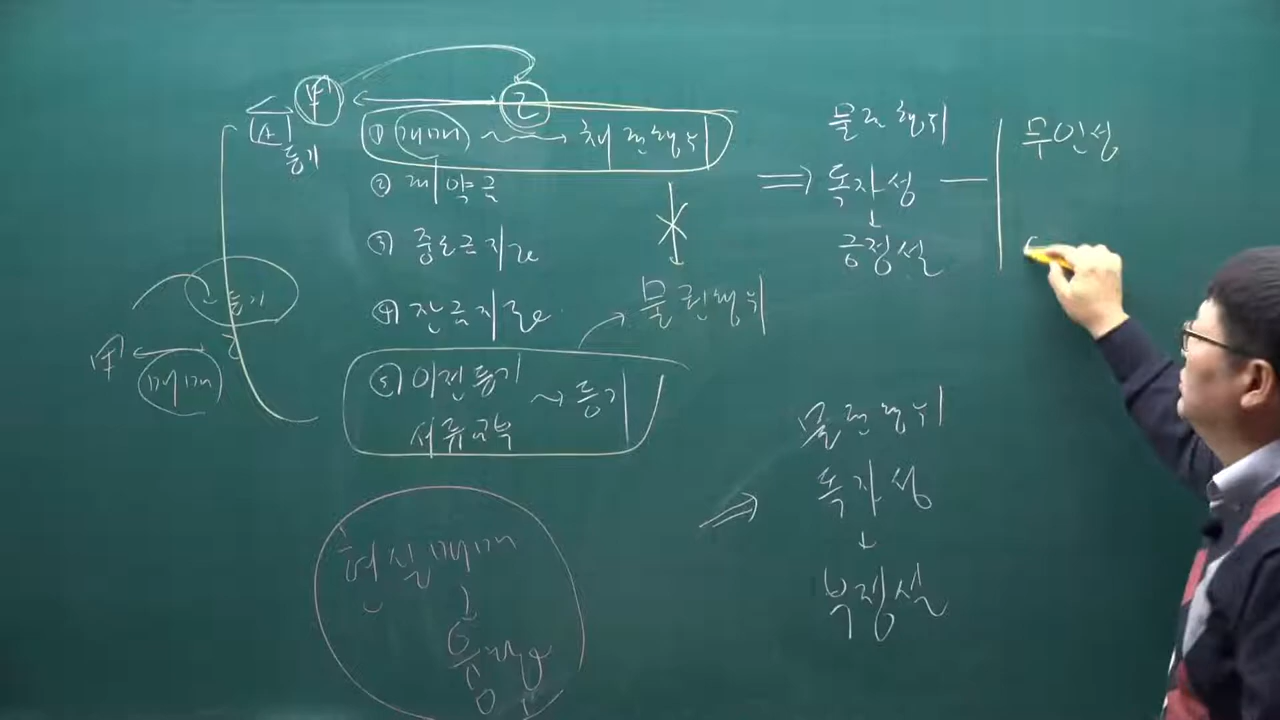 甲
乙
등기
① 매매 채권행위
② 계약금
③ 중도금지급
④ 잔금지급
물권행위
⑤ 이전등기 등기
서류교부
등기
乙
甲
매매
현실매매
물권행위
독자성
긍정설
무인성
물권행위
독자성
부정설